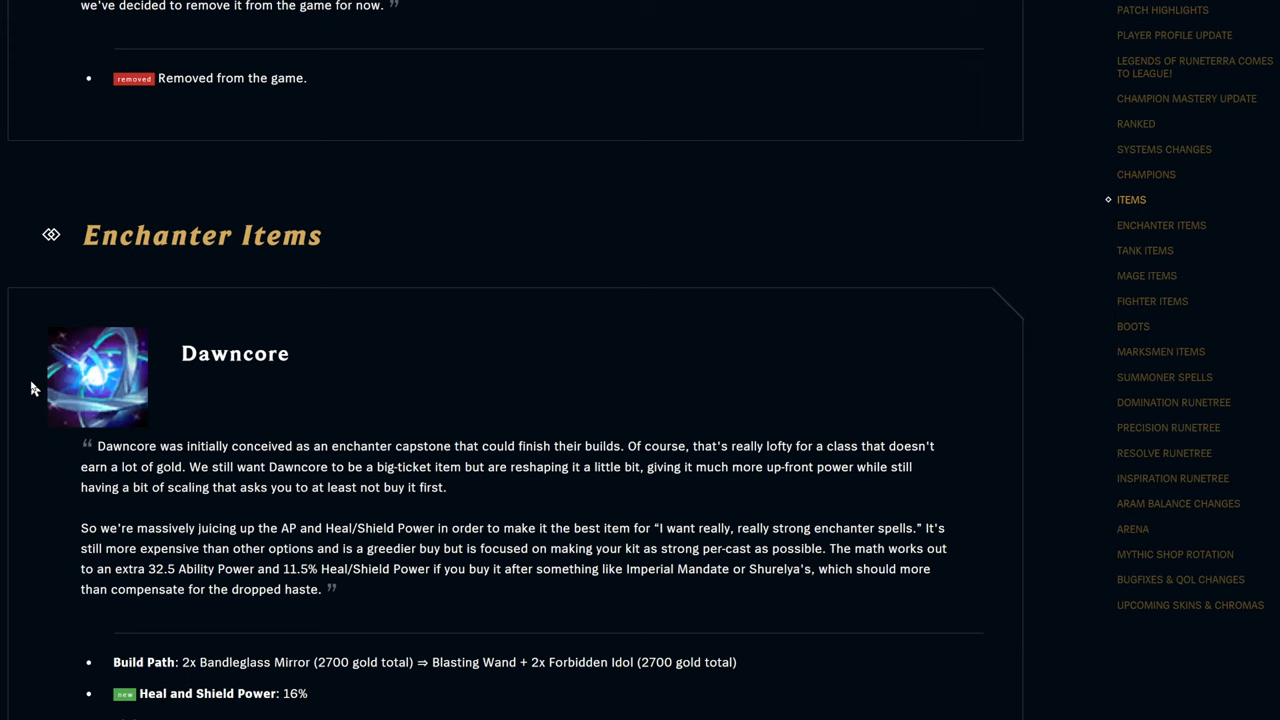 we've decided to remove it from the game for now. ”
• removed Removed from the game.
Enchanter Items
Dawncore
“ Dawncore was initially conceived as an enchanter capstone that could finish their builds. Of course, that's really lofty for a class that doesn't
earn a lot of gold. We still want Dawncore to be a big-ticket item but are reshaping it a little bit, giving it much more up-front power while still
having a bit of scaling that asks you to at least not buy it first.
So we're massively juicing up the AP and Heal/Shield Power in order to make it the best item for “I want really, really strong enchanter spells.” It's
still more expensive than other options and is a greedier buy but is focused on making your kit as strong per-cast as possible. The math works out
to an extra 32.5 Ability Power and 11.5% Heal/Shield Power if you buy it after something like Imperial Mandate or Shurelya's, which should more
than compensate for the dropped haste. ”
• Build Path: 2x Bandleglass Mirror (2700 gold total) ⇒ Blasting Wand + 2x Forbidden Idol (2700 gold total)
• new Heal and Shield Power: 16%
PATCH HIGHLIGHTS
PLAYER PROFILE UPDATE
LEGENDS OF RUNETERRA COMES
TO LEAGUE!
CHAMPION MASTERY UPDATE
RANKED
SYSTEMS CHANGES
CHAMPIONS
ITEMS
ENCHANTER ITEMS
TANK ITEMS
MAGE ITEMS
FIGHTER ITEMS
BOOTS
MARKSMEN ITEMS
SUMMONER SPELLS
DOMINATION RUNETREE
PRECISION RUNETREE
RESOLVE RUNETREE
INSPIRATION RUNETREE
ARAM BALANCE CHANGES
ARENA
MYTHIC SHOP ROTATION
BUGFIXES & QOL CHANGES
UPCOMING SKINS & CHROMAS